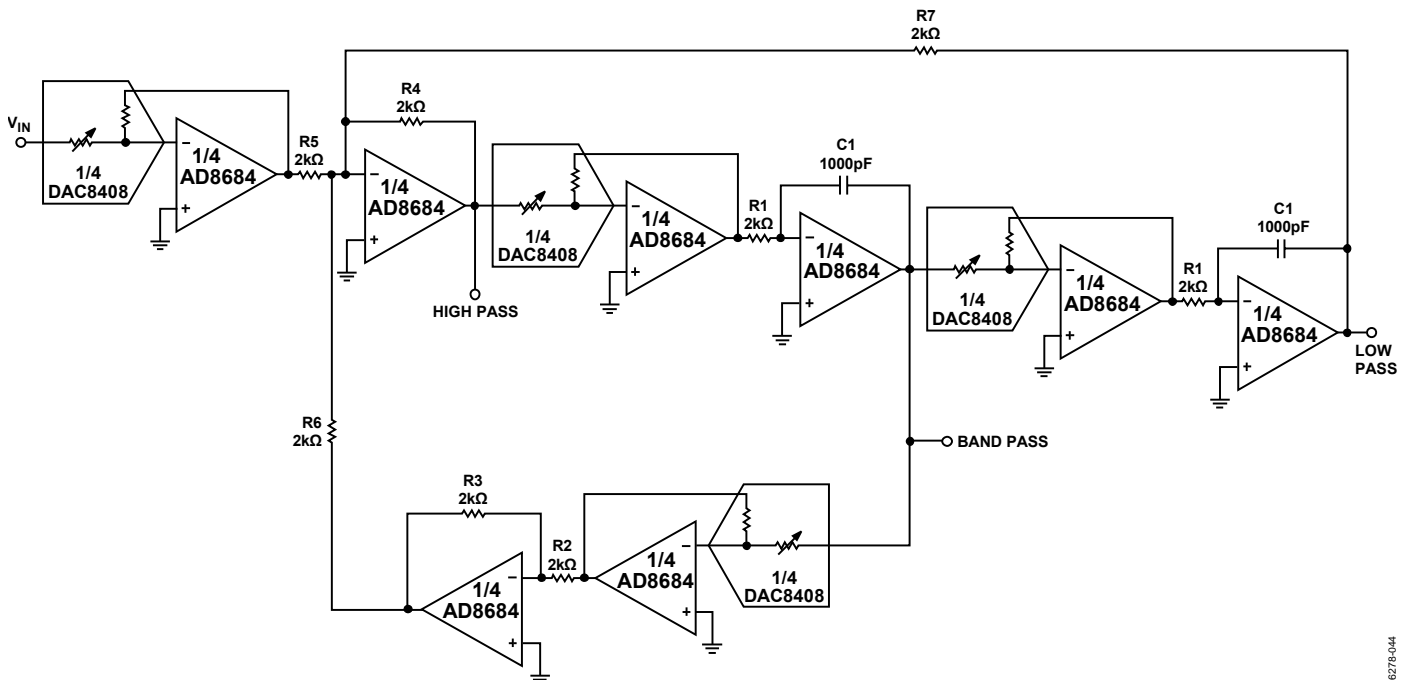 R7
2kΩ
R4
2kΩ
C1
1000pF
VIN
R5
2kΩ
1/4
AD8684
1/4
DAC8408
1/4
AD8684
1/4
AD8684
1/4
DAC8408
R1
2kΩ
1/4
AD8684
C1
1000pF
1/4
AD8684
1/4
DAC8408
R1
2kΩ
1/4
AD8684
HIGH PASS
LOW
PASS
R6
2kΩ
BAND PASS
R3
2kΩ
R2
2kΩ
1/4
AD8684
1/4
AD8684
1/4
DAC8408
6278-044